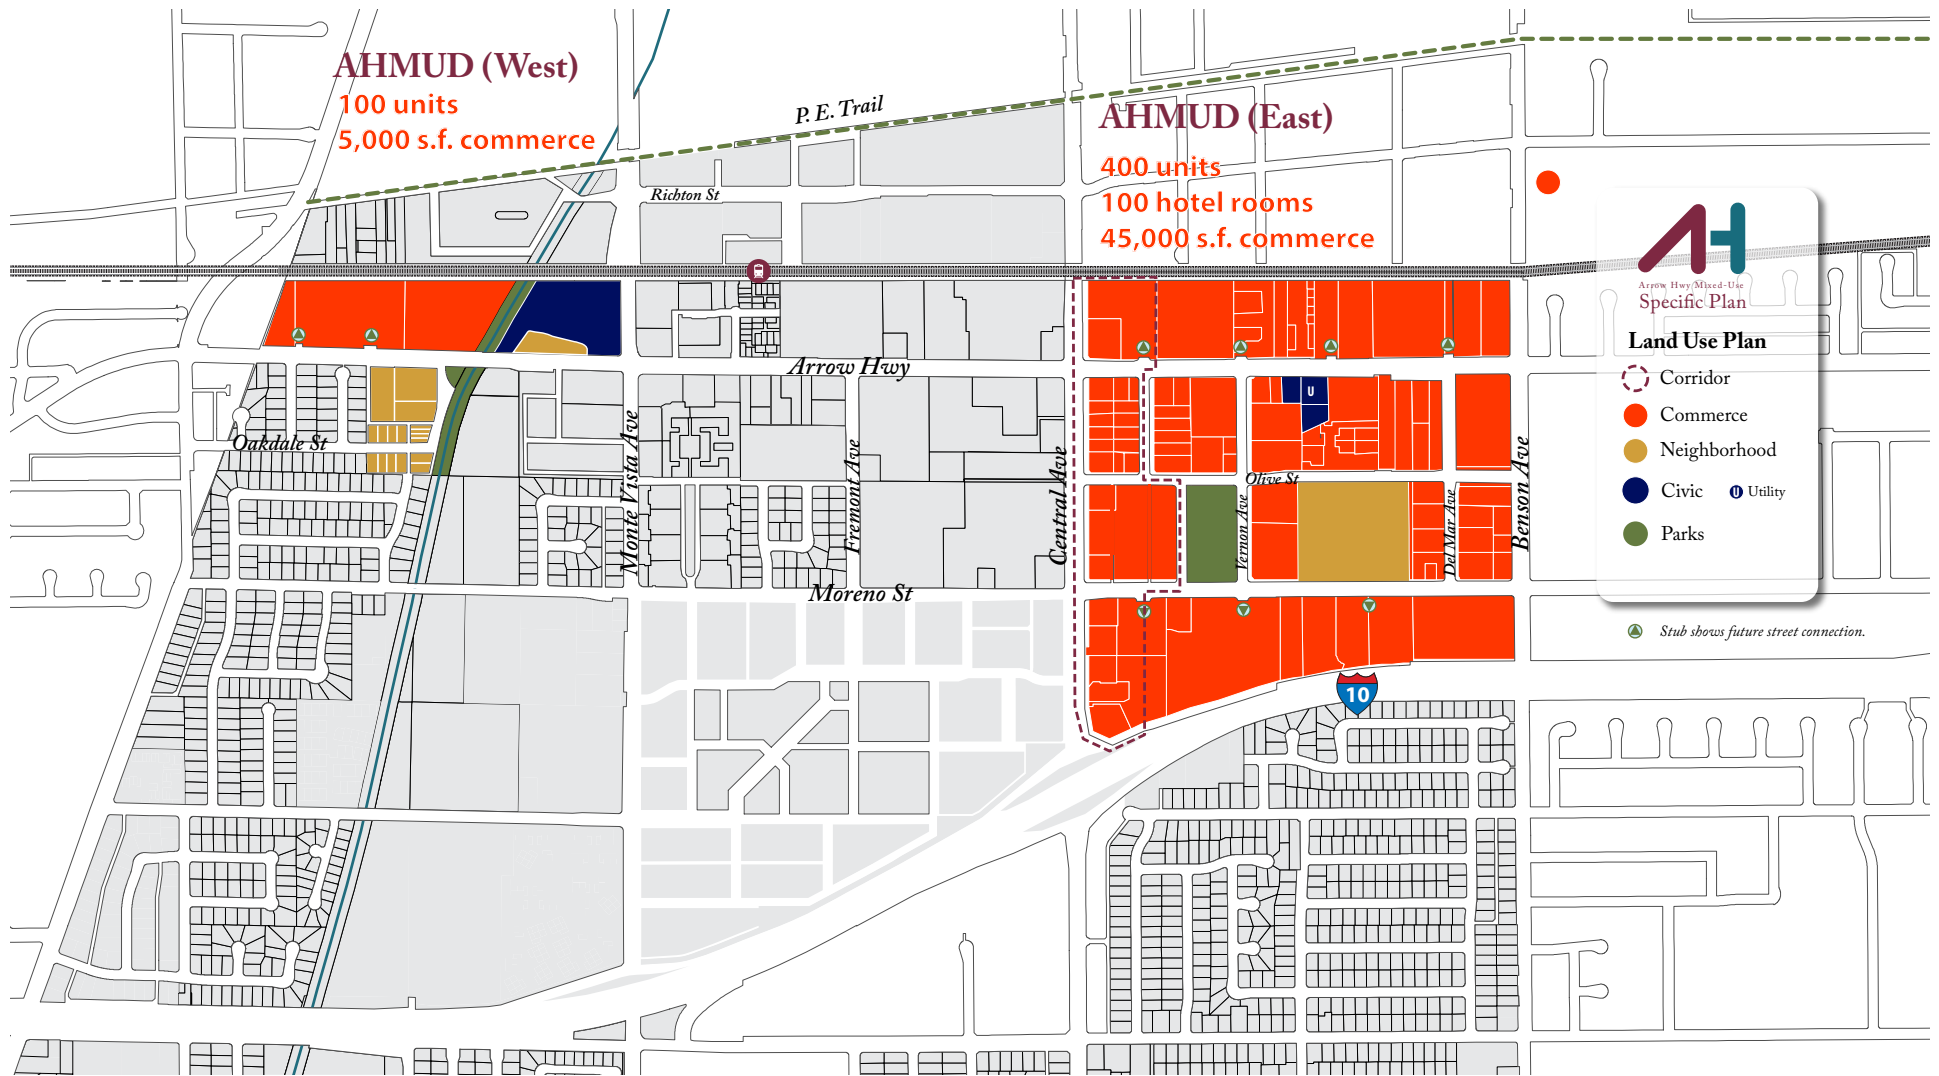 AHMUD (West)
100 units
5,000 s.f. commerce
P. E. Trail
AHMUD (East)
400 units
100 hotel rooms
45,000 s.f. commerce
Richton St
Arrow Hwy
Oakdale St
Monte Vista Ave
Fremont Ave
Central Ave
Moreno St
U
Olive St
Vernon Ave
Del Mar Ave
Benson Ave
10
AH
Arrow Hwy Mixed-Use
Specific Plan
Land Use Plan
Corridor
Commerce
Neighborhood
Civic
U Utility
Parks
Stub shows future street connection.